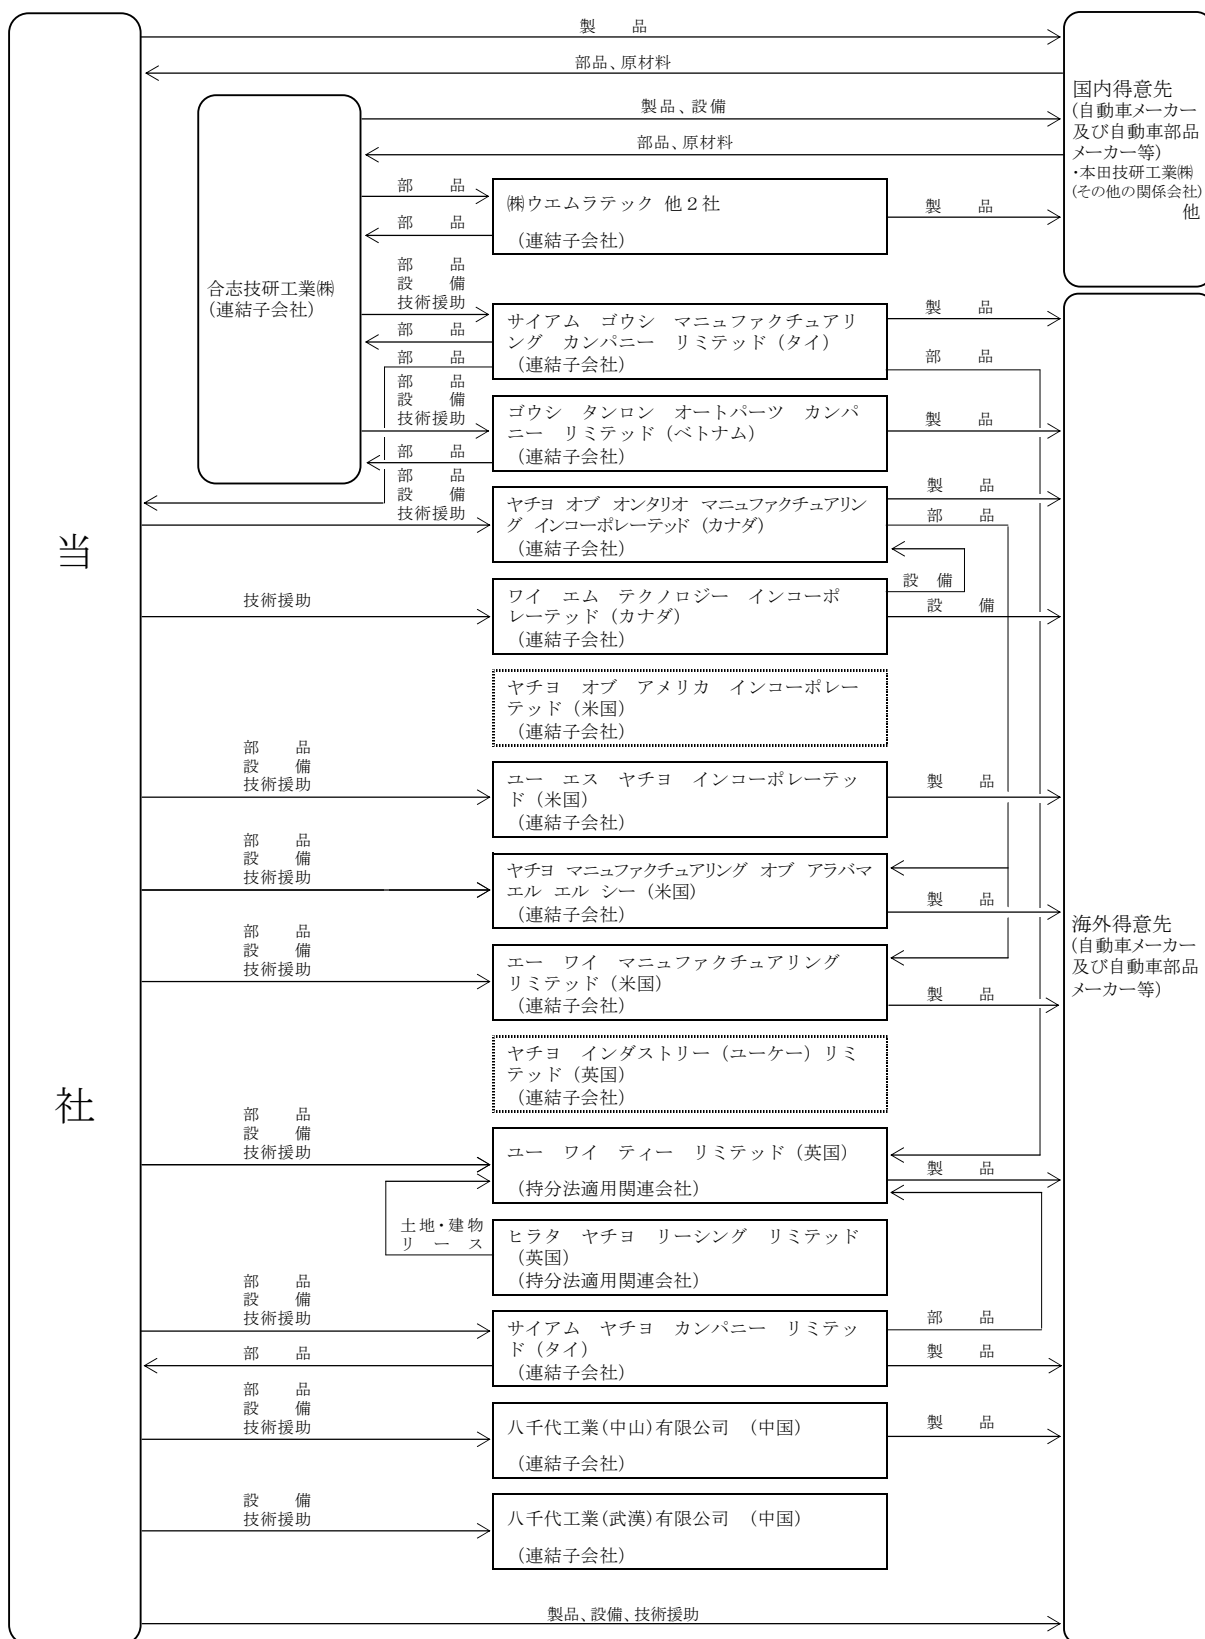 製　品
部品、原材料
国内得意先
(自動車メーカー
及び自動車部品
メーカー等)
・本田技研工業㈱
(その他の関係会社)
他
製品、設備
部品、原材料
合志技研工業㈱
(連結子会社)
部　品
部　品
㈱ウエムラテック 他２社
(連結子会社)
製　品
部　品
設　備
技術援助
部　品
サイアム　ゴウシ　マニュファクチュアリ
ング　カンパニー　リミテッド（タイ）
(連結子会社)
製　品
部　品
部　品
部　品
設　備
技術援助
部　品
ゴウシ　タンロン　オートパーツ　カンパ
ニー　リミテッド（ベトナム）
(連結子会社)
製　品
部　品
設　備
技術援助
ヤチヨ オブ オンタリオ マニュファクチュアリン
グ インコーポレーテッド（カナダ）
(連結子会社)
製　品
部　品
当
社
設　備
技術援助
ワイ　エム　テクノロジー　インコーポ
レーテッド（カナダ）
(連結子会社)
設　備
ヤチヨ　オブ　アメリカ　インコーポレー
テッド（米国）
(連結子会社)
部　品
設　備
技術援助
ユー　エス　ヤチヨ　インコーポレーテッ
ド（米国）
(連結子会社)
製　品
部　品
設　備
技術援助
ヤチヨ マニュファクチュアリング オブ アラバマ
エル エル シー（米国）
(連結子会社)
製　品
海外得意先
(自動車メーカー
及び自動車部品
メーカー等)
部　品
設　備
技術援助
エー　ワイ　マニュファクチュアリング
リミテッド（米国）
(連結子会社)
製　品
ヤチヨ　インダストリー（ユーケー）リミ
テッド（英国）
(連結子会社)
部　品
設　備
技術援助
ユー　ワイ　ティー　リミテッド（英国）
(持分法適用関連会社)
製　品
土地・建物
リ　ー　ス
ヒラタ　ヤチヨ　リーシング　リミテッド
（英国）
(持分法適用関連会社)
部　品
設　備
技術援助
部　品
サイアム　ヤチヨ　カンパニー　リミテッ
ド（タイ）
(連結子会社)
部　品
製　品
部　品
設　備
技術援助
八千代工業(中山)有限公司　（中国）
(連結子会社)
製　品
設　備
技術援助
八千代工業(武漢)有限公司　（中国）
(連結子会社)
製品、設備、技術援助